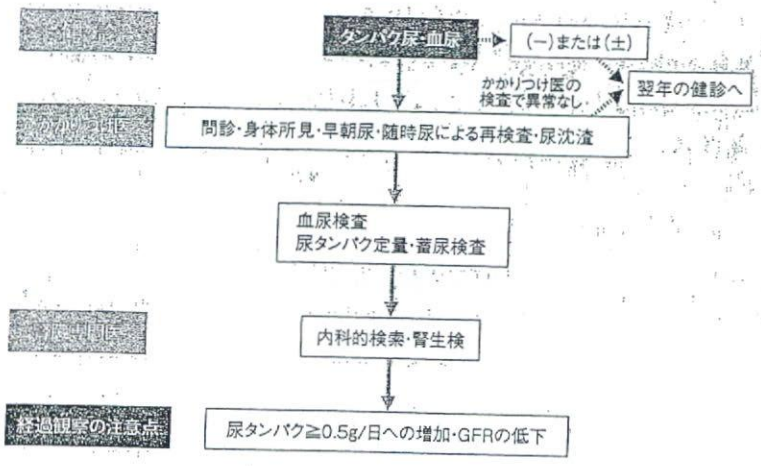 タンパク尿・血尿
(－)または(±)
かかりつけ医の
検査で異常なし
翌年の健診へ
問診・身体所見・早朝尿・随時尿による再検査・尿沈渣
血尿検査
尿タンパク定量・蓄尿検査
専門医
内科的検索・腎生検
経過観察の注意点
尿タンパク≧0.5g/日への増加・GFRの低下